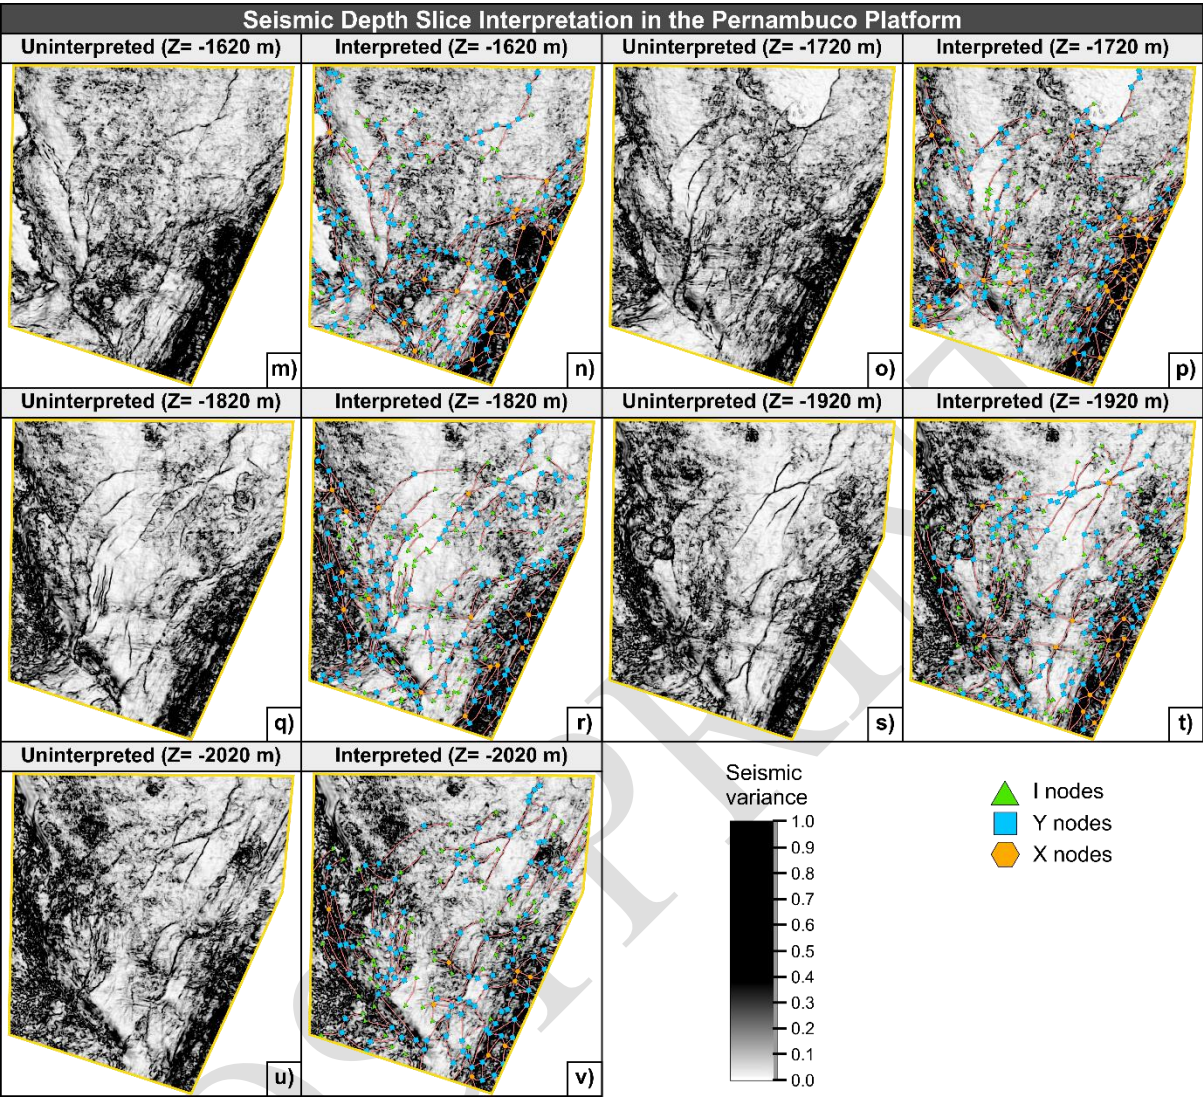 Seismic Depth Slice Interpretation in the Pernambuco Platform
Uninterpreted (Z= -1620 m)
Interpreted (Z= -1620 m)
Uninterpreted (Z= -1720 m)
Interpreted (Z= -1720 m)
m)
n)
o)
p)
Uninterpreted (Z= -1820 m)
Interpreted (Z= -1820 m)
Uninterpreted (Z= -1920 m)
Interpreted (Z= -1920 m)
q)
r)
s)
t)
Uninterpreted (Z= -2020 m)
Interpreted (Z= -2020 m)
u)
v)
Seismic
variance
1.0
0.9
0.8
0.7
0.6
0.5
0.4
0.3
0.2
0.1
0.0
I nodes
Y nodes
X nodes